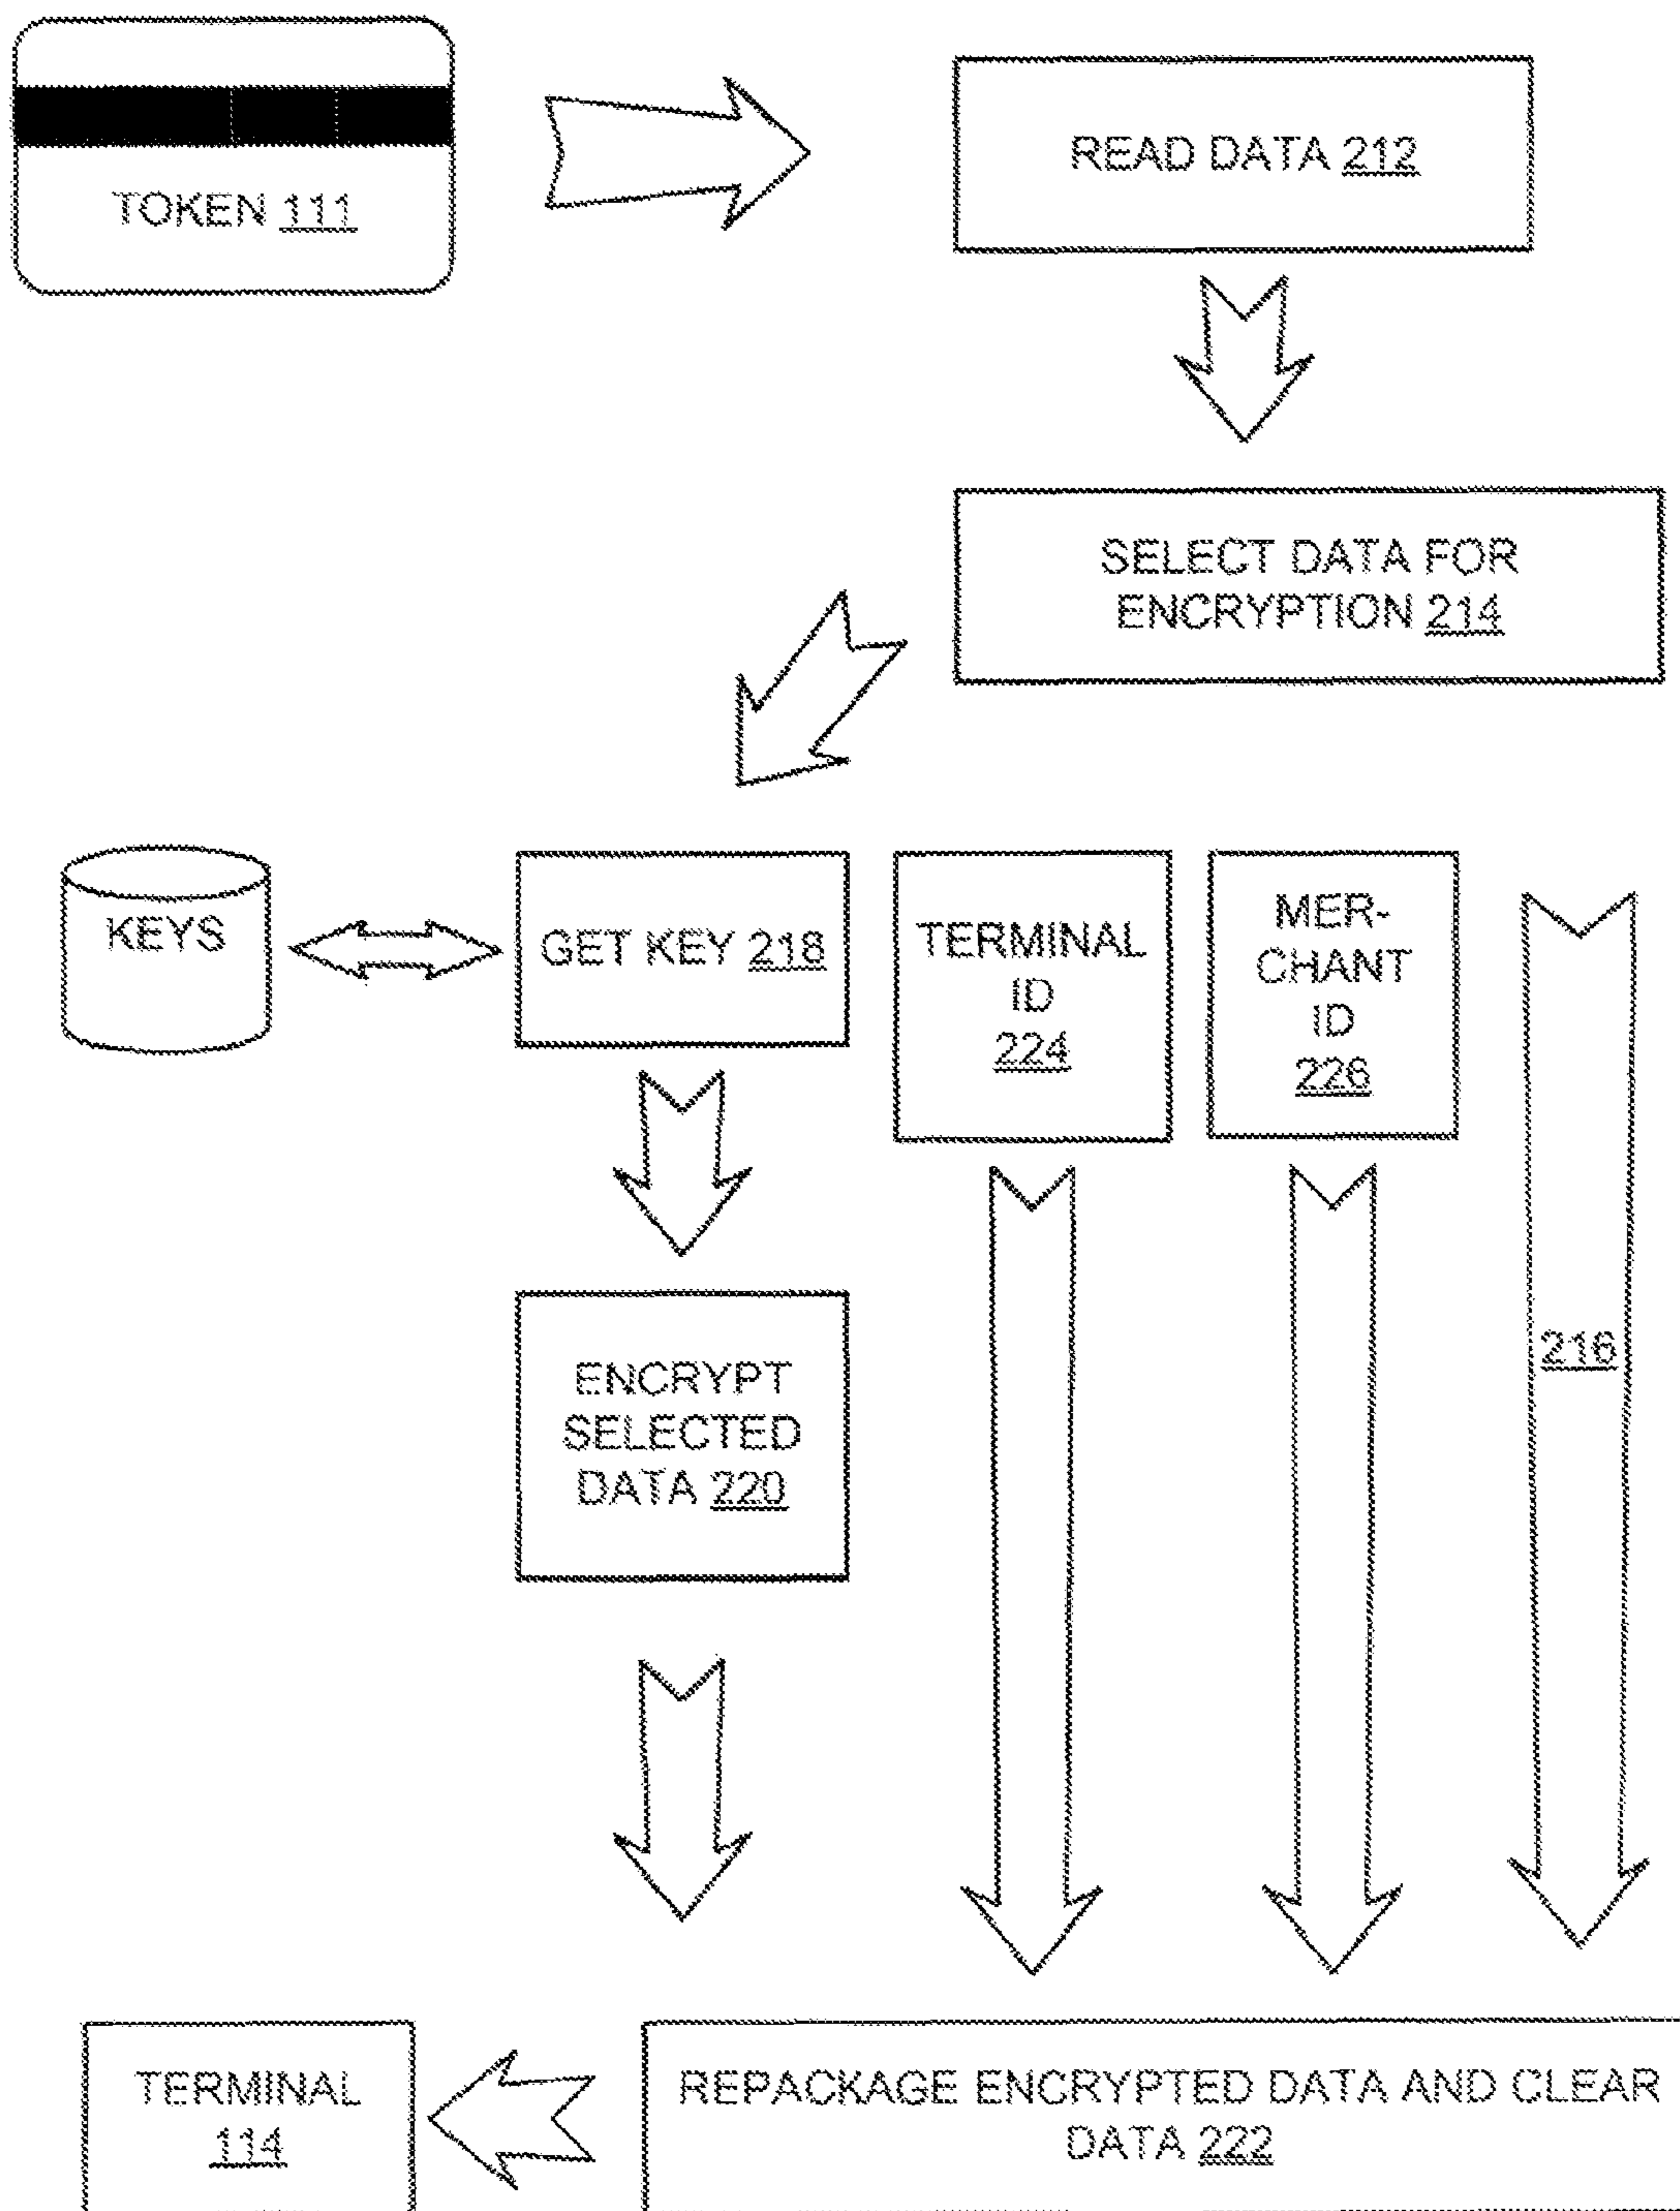 TOKEN 111
READ DATA 212
SELECT DATA FOR
ENCRYPTION 214
KEYS
GET KEY 218
TERMINAL
ID
224
MER-
CHANT
ID
226
216
ENCRYPT
SELECTED
DATA 220
TERMINAL
114
REPACKAGE ENCRYPTED DATA AND CLEAR
DATA 222